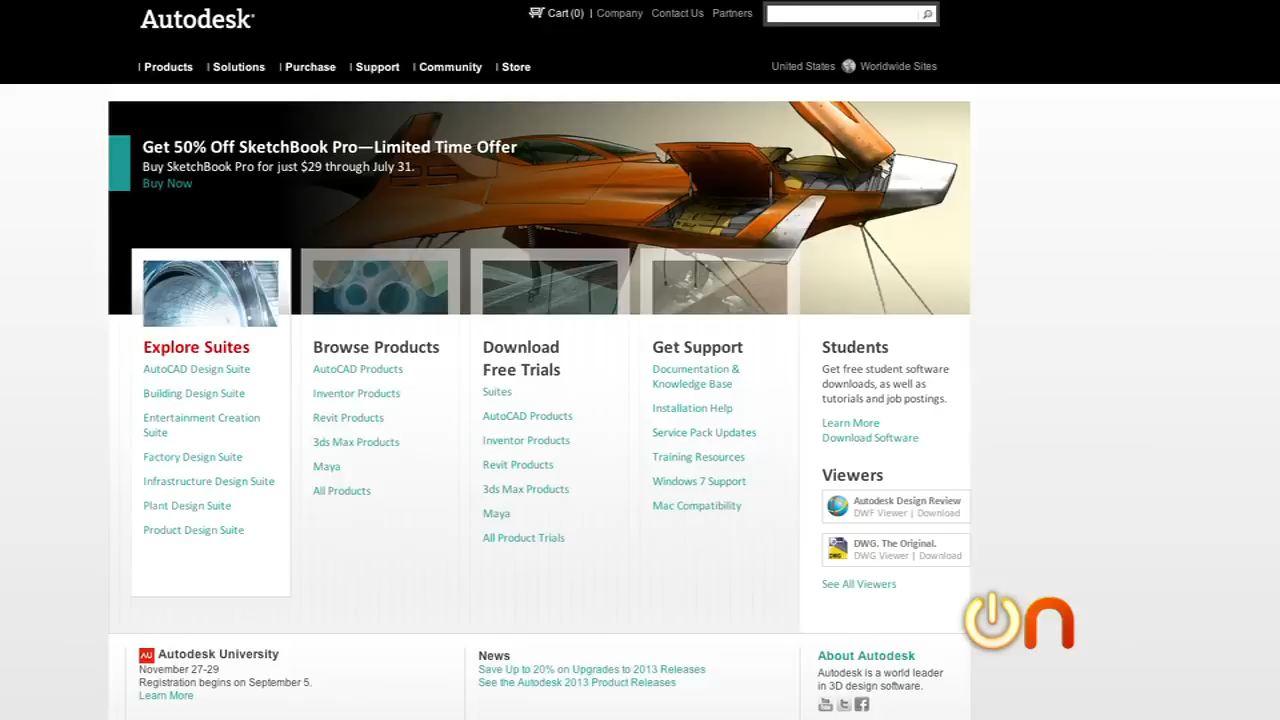 Autodesk
Cart (0) | Company Contact Us Partners
Products Solutions Purchase Support Community Store
United States Worldwide Sites
Get 50% Off SketchBook Pro—Limited Time Offer
Buy SketchBook Pro for just $29 through July 31.
Buy Now
Explore Suites
AutoCAD Design Suite
Building Design Suite
Entertainment Creation
Suite
Factory Design Suite
Infrastructure Design Suite
Plant Design Suite
Product Design Suite
Browse Products
AutoCAD Products
Inventor Products
Revit Products
3ds Max Products
Maya
All Products
Download
Free Trials
Suites
AutoCAD Products
Inventor Products
Revit Products
3ds Max Products
Maya
All Product Trials
Get Support
Documentation &
Knowledge Base
Installation Help
Service Pack Updates
Training Resources
Windows 7 Support
Mac Compatibility
Students
Get free student software
downloads, as well as
tutorials and job postings.
Learn More
Download Software
Viewers
Autodesk Design Review
DWF Viewer | Download
DWG
DWG. The Original.
DWG Viewer | Download
See All Viewers
on
AU Autodesk University
November 27-29
Registration begins on September 5.
Learn More
News
Save Up to 20% on Upgrades to 2013 Releases
See the Autodesk 2013 Product Releases
About Autodesk
Autodesk is a world leader
in 3D design software.
You Tube t f